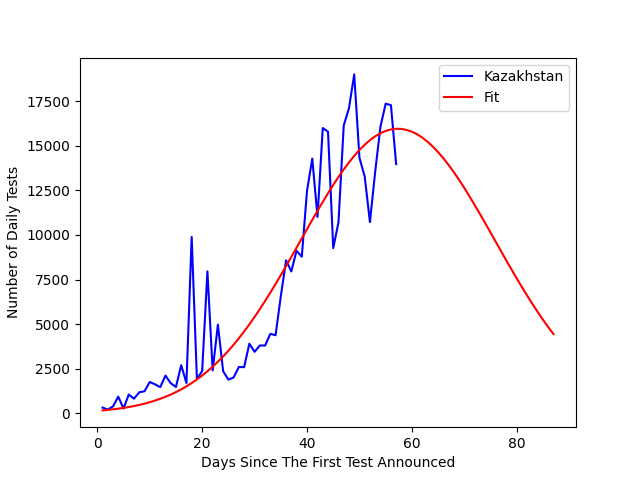 Kazakhstan
Fit
17500
15000
12500
10000
7500
5000
2500
0
Number of Daily Tests
0 20 40 60 80
Days Since The First Test Announced